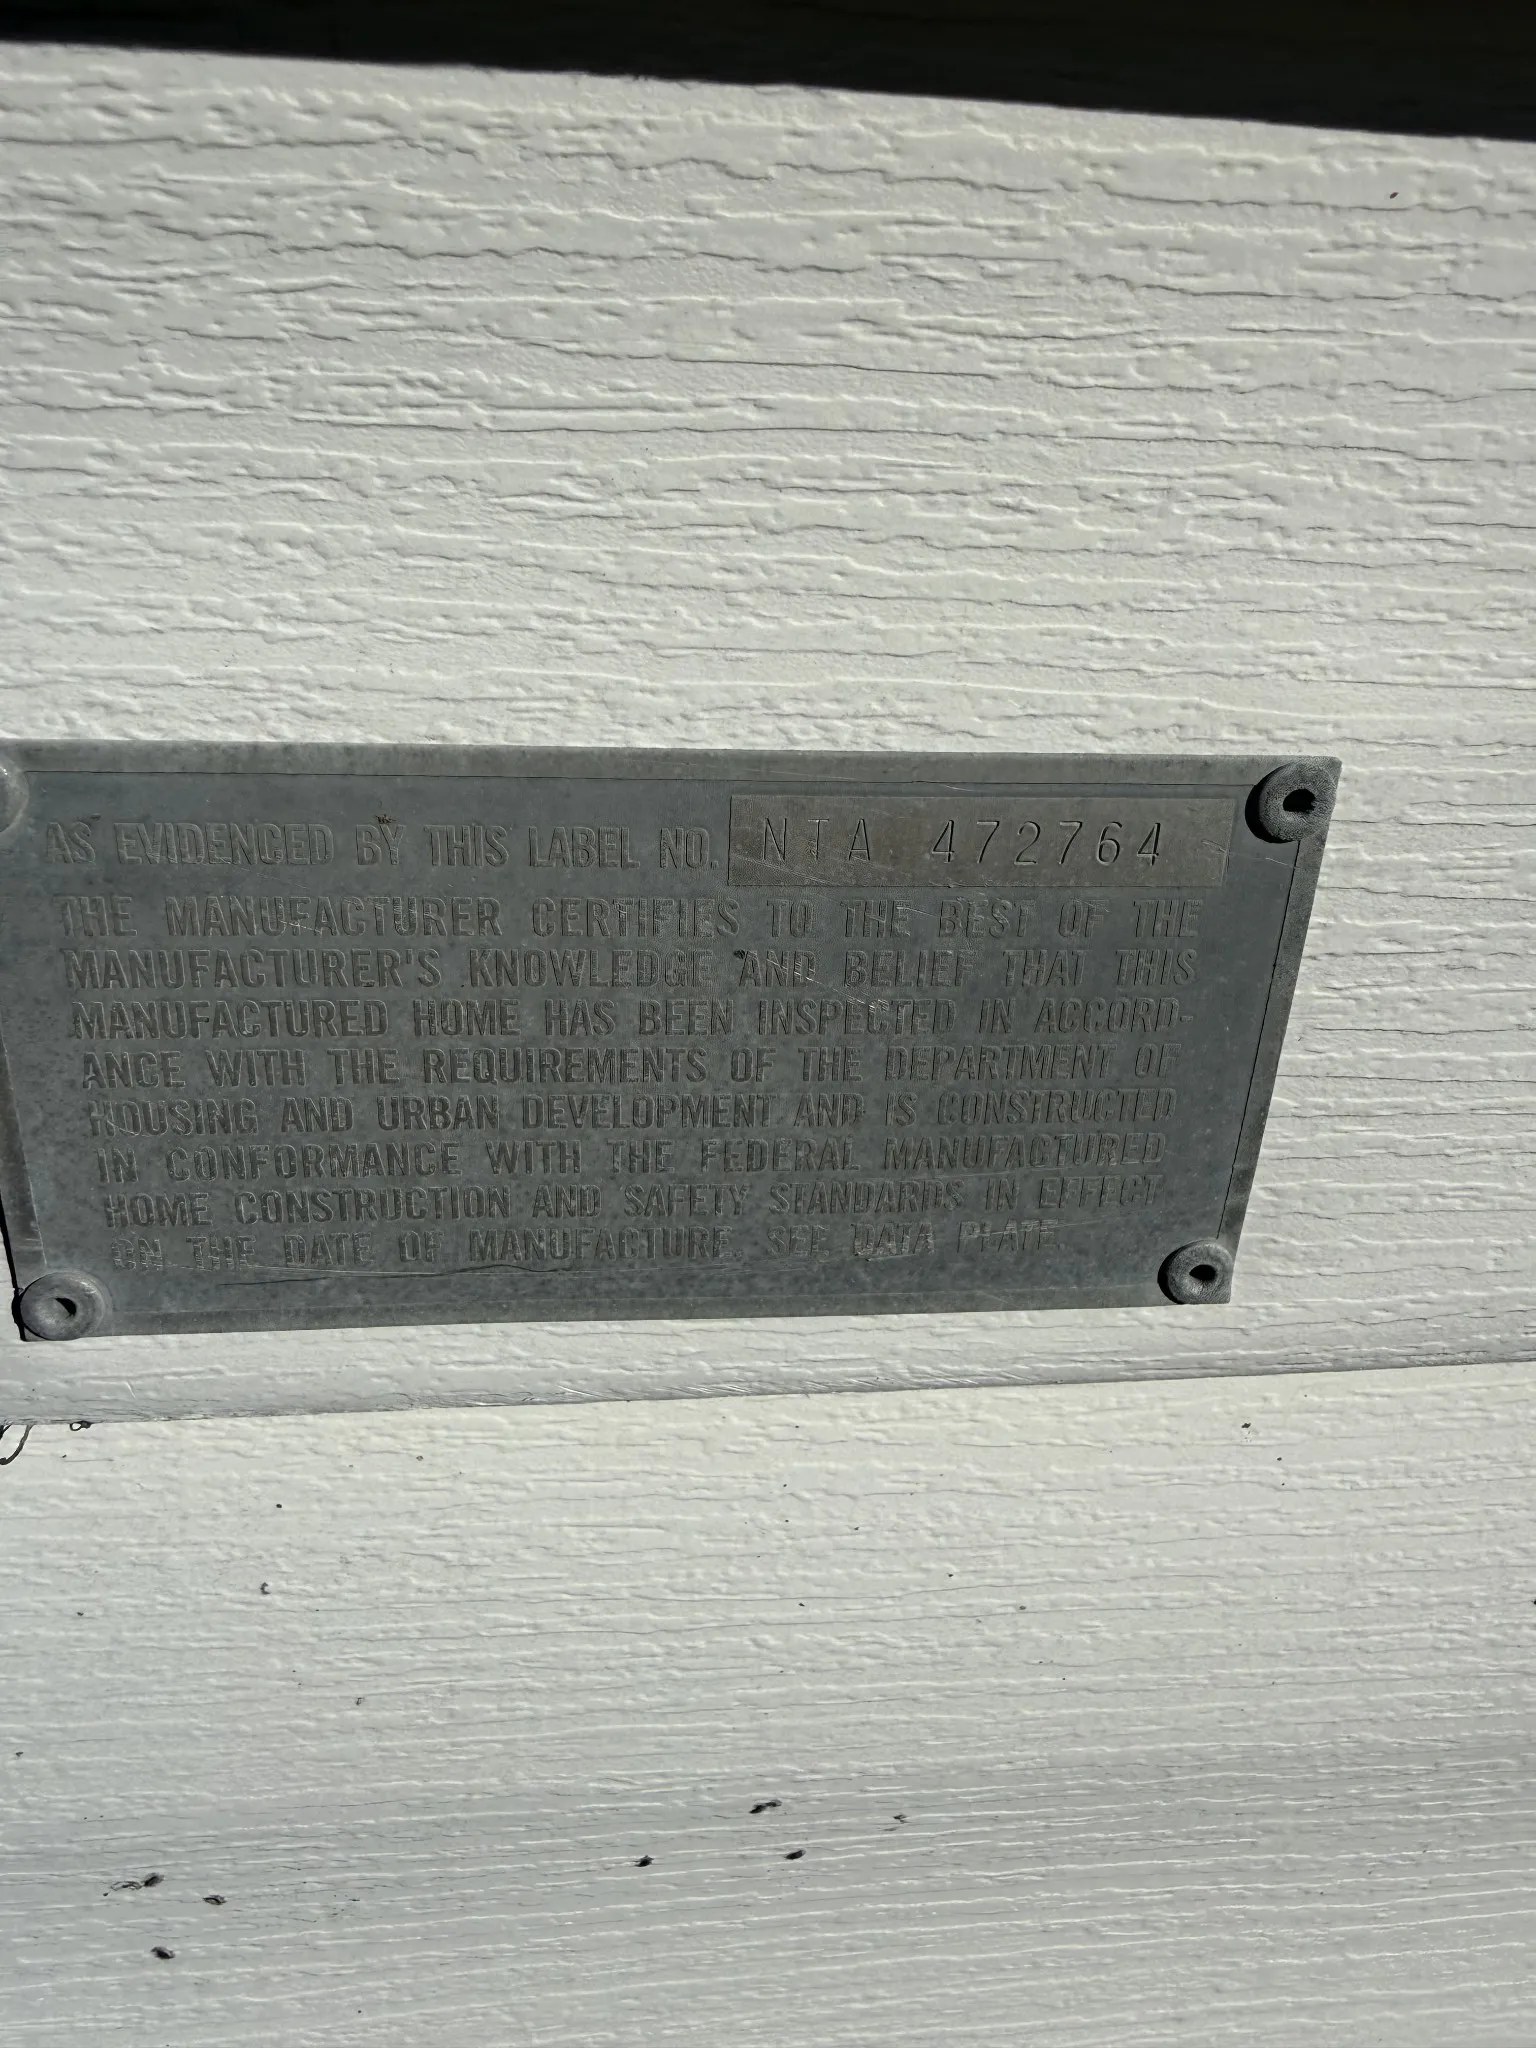 AS EVIDENCED BY THIS LABEL NO. NTA 472764
THE MANUFACTURER CERTIFIES TO THE BEST OF THE
MANUFACTURER'S KNOWLEDGE AND BELIEF THAT THIS
MANUFACTURED HOME HAS BEEN INSPECTED IN ACCORD-
ANCE WITH THE REQUIREMENTS OF THE DEPARTMENT OF
HOUSING AND URBAN DEVELOPMENT AND IS CONSTRUCTED
IN CONFORMANCE WITH THE FEDERAL MANUFACTURED
HOME CONSTRUCTION AND SAFETY STANDARDS IN EFFECT
ON THE DATE OF MANUFACTURE. SEE DATA PLATE.